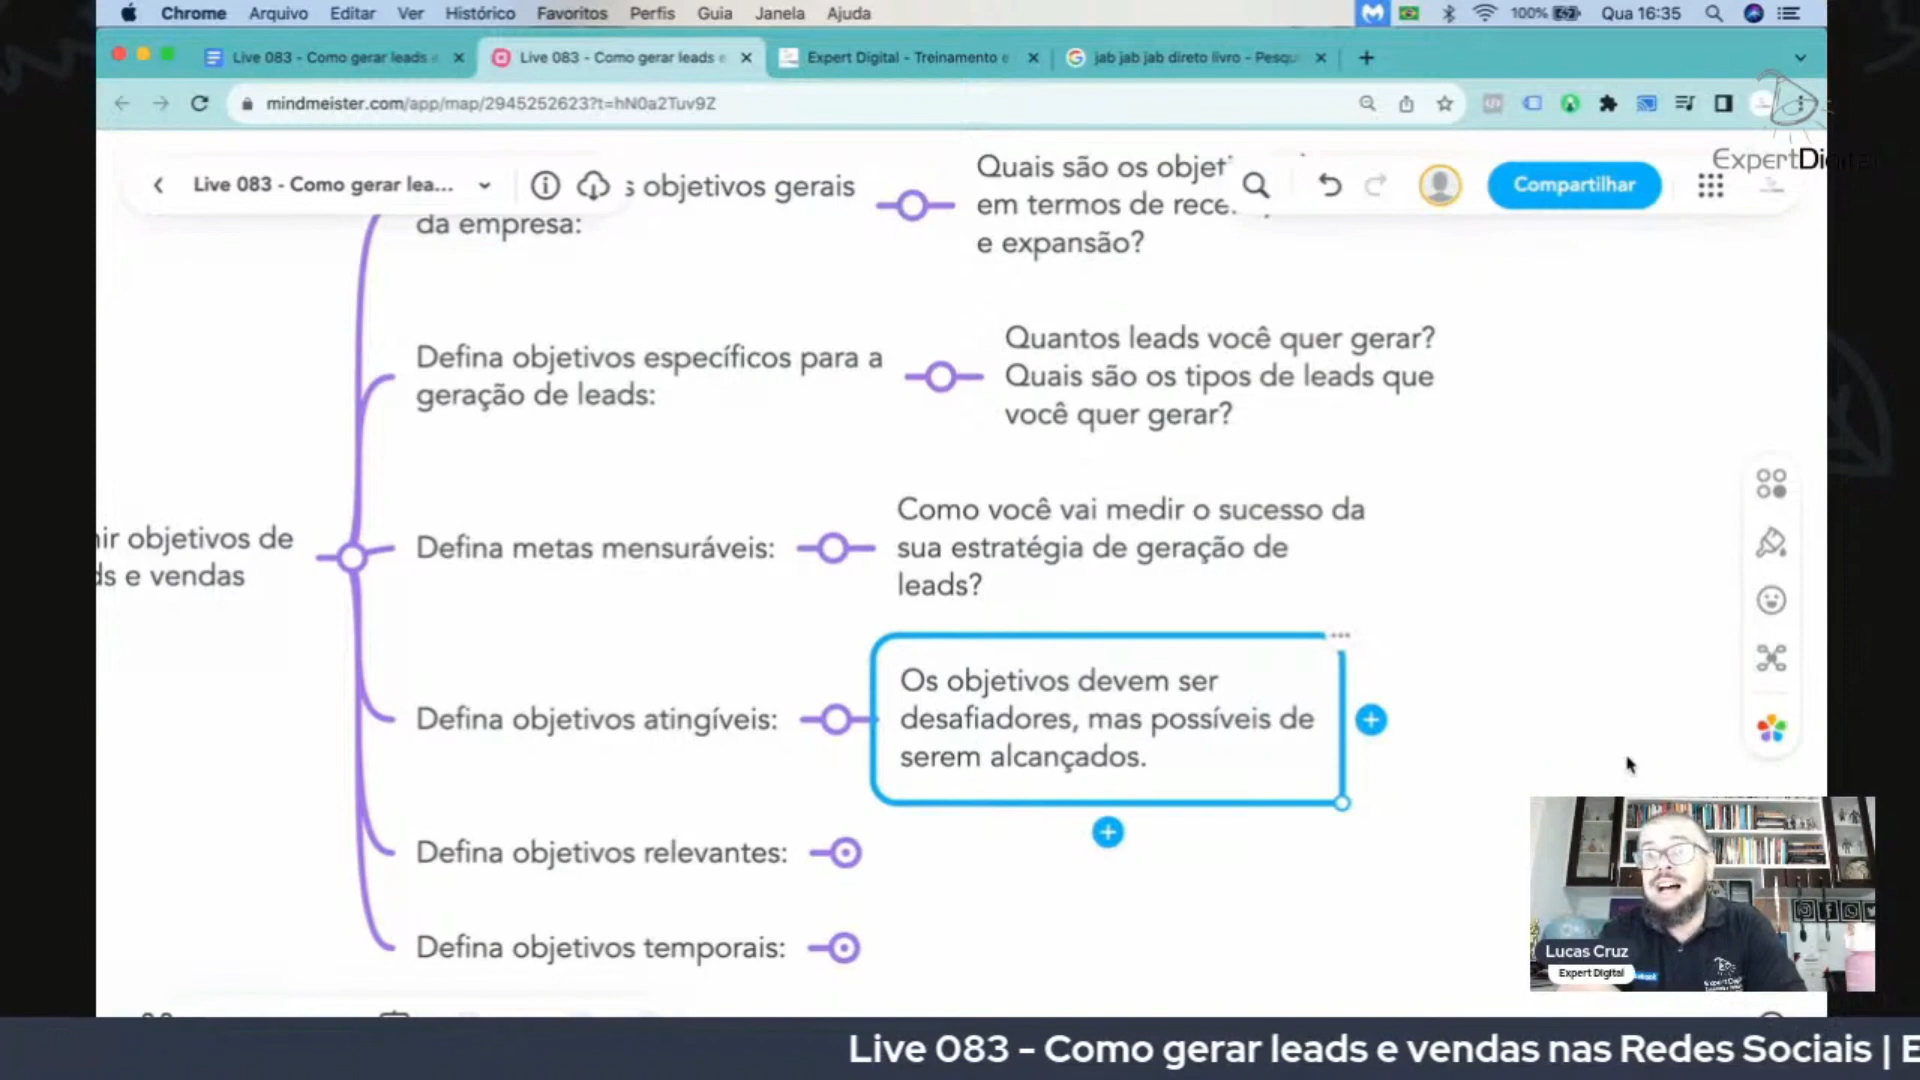 Chrome Arquivo Editar Ver Histórico Favoritos Perfis Guia Janela Ajuda 100% Qua 16:35
Live 083 - Como gerar leads e Live 083 - Como gerar leads e Expert Digital - Treinamento e jab jab jab direto livro - Pesqu
mindmeister.com/app/map/2945252623?t=hN0a2Tuv9Z
ExpertDigital
Live 083 - Como gerar lea... s objetivos gerais
da empresa:
Compartilhar
Quais são os objet
em termos de rece
e expansão?
Defina objetivos específicos para a
geração de leads:
Quantos leads você quer gerar?
Quais são os tipos de leads que
você quer gerar?
ir objetivos de
ds e vendas
Defina metas mensuráveis:
Como você vai medir o sucesso da
sua estratégia de geração de
leads?
Defina objetivos atingíveis:
Os objetivos devem ser
desafiadores, mas possíveis de
serem alcançados.
Defina objetivos relevantes:
Defina objetivos temporais:
Lucas Cruz
Expert Digital
Live 083 - Como gerar leads e vendas nas Redes Sociais | E